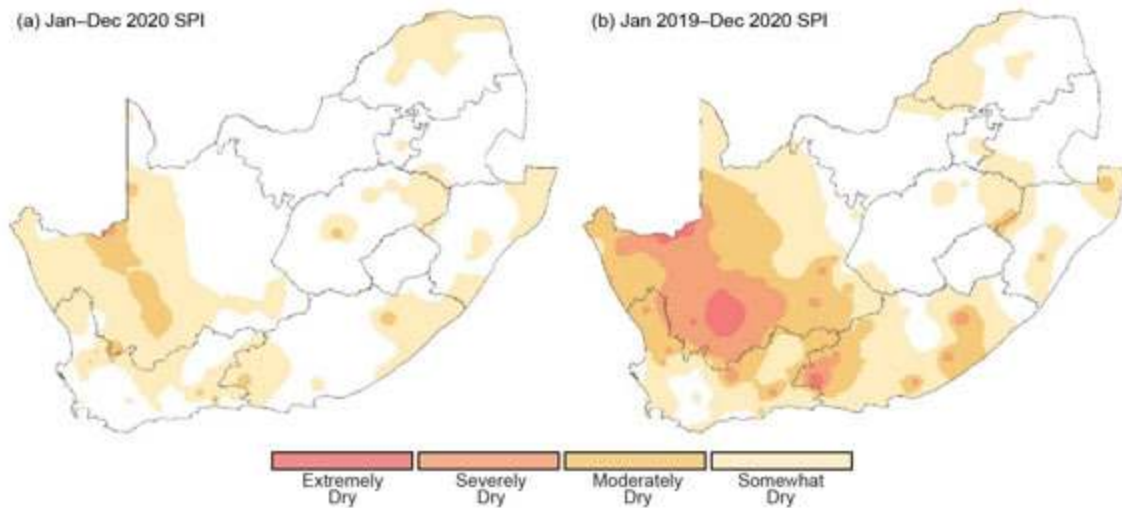 (a) Jan–Dec 2020 SPI
(b) Jan 2019–Dec 2020 SPI
Extremely
Dry
Severely
Dry
Moderately
Dry
Somewhat
Dry